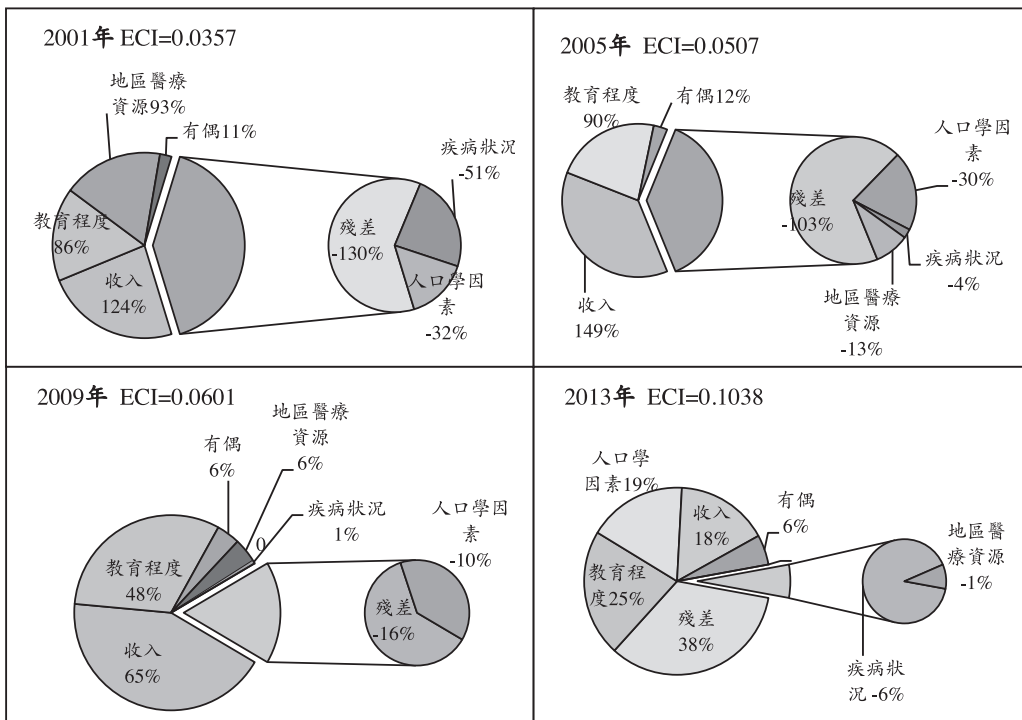 2001年 ECI=0.0357
地區醫療
資源93%
有偶11%
教育程度
86%
收入
124%
殘差
-130%
疾病狀況
-51%
人口學因
素
-32%
2005年 ECI=0.0507
教育程度
90%
有偶12%
收入
149%
殘差
-103%
人口學因
素
-30%
疾病狀況
-4%
地區醫療
資源
-13%
2009年 ECI=0.0601
有偶
6%
地區醫療
資源
6%
疾病狀況
1%
0
教育程度
48%
收入
65%
殘差
-16%
人口學因
素
-10%
2013年 ECI=0.1038
人口學
因素19%
收入
18%
有偶
6%
教育程
度25%
殘差
38%
地區醫
療資源
-1%
疾病狀
況 -6%